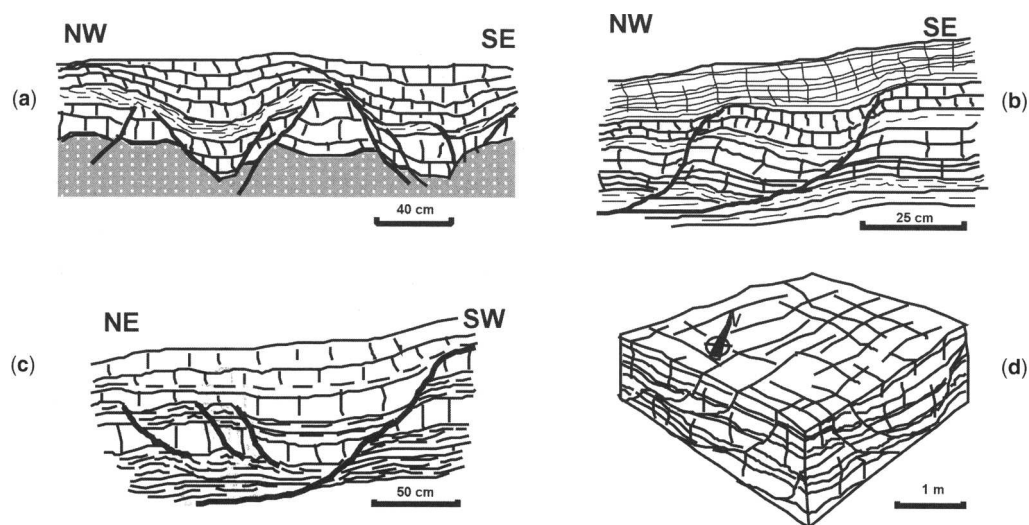 NW SE
(a)
40 cm
NW SE
(b)
25 cm
NE SW
(c)
50 cm
N
(d)
1 m